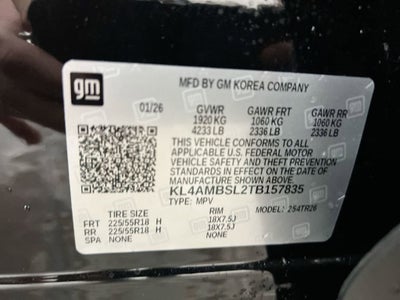 gm
MFD BY GM KOREA COMPANY
01/26 GVWR GAWR FRT GAWR RR
1920 KG 1060 KG 1060 KG
4233 LB 2336 LB 2336 LB
THIS VEHICLE CONFORMS TO ALL
APPLICABLE U.S. FEDERAL MOTOR
VEHICLE SAFETY AND THEFT PREVENTION
STANDARDS IN EFFECT ON THE DATE OF
MANUFACTURE SHOWN ABOVE.
KL4AMBSL2TB157835
TYPE: MPV MODEL: 2S4TR26
TIRE SIZE RIM
FRT 225/55R18 H 18X7.5J
RR 225/55R18 H 18X7.5J
SPA NONE NONE